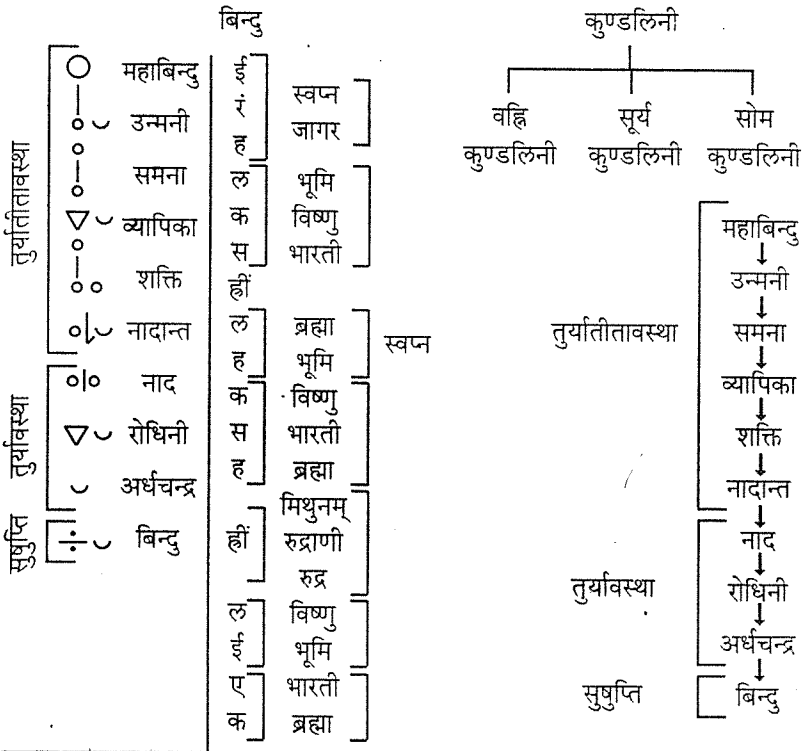 बिन्दु
तुर्यातीतावस्था
महाबिन्दु
उन्मनी
समना
व्यापिका
शक्ति
नादान्त
तुर्यावस्था
नाद
रोधिनी
अर्धचन्द्र
सुषुप्ति
बिन्दु
ई
रं
ह
स्वप्न
जागर
ल भूमि
क विष्णु
स भारती
ह्रीं
ल ब्रह्मा
ह भूमि
स्वप्न
क विष्णु
स भारती
ह ब्रह्मा
ह्रीं
मिथुनम्
रुद्राणी
रुद्र
ल विष्णु
ई भूमि
ए भारती
क ब्रह्मा
कुण्डलिनी
वह्नि कुण्डलिनी
सूर्य कुण्डलिनी
सोम कुण्डलिनी
तुर्यातीतावस्था
महाबिन्दु
उन्मनी
समना
व्यापिका
शक्ति
नादान्त
तुर्यावस्था
नाद
रोधिनी
अर्धचन्द्र
सुषुप्ति
बिन्दु